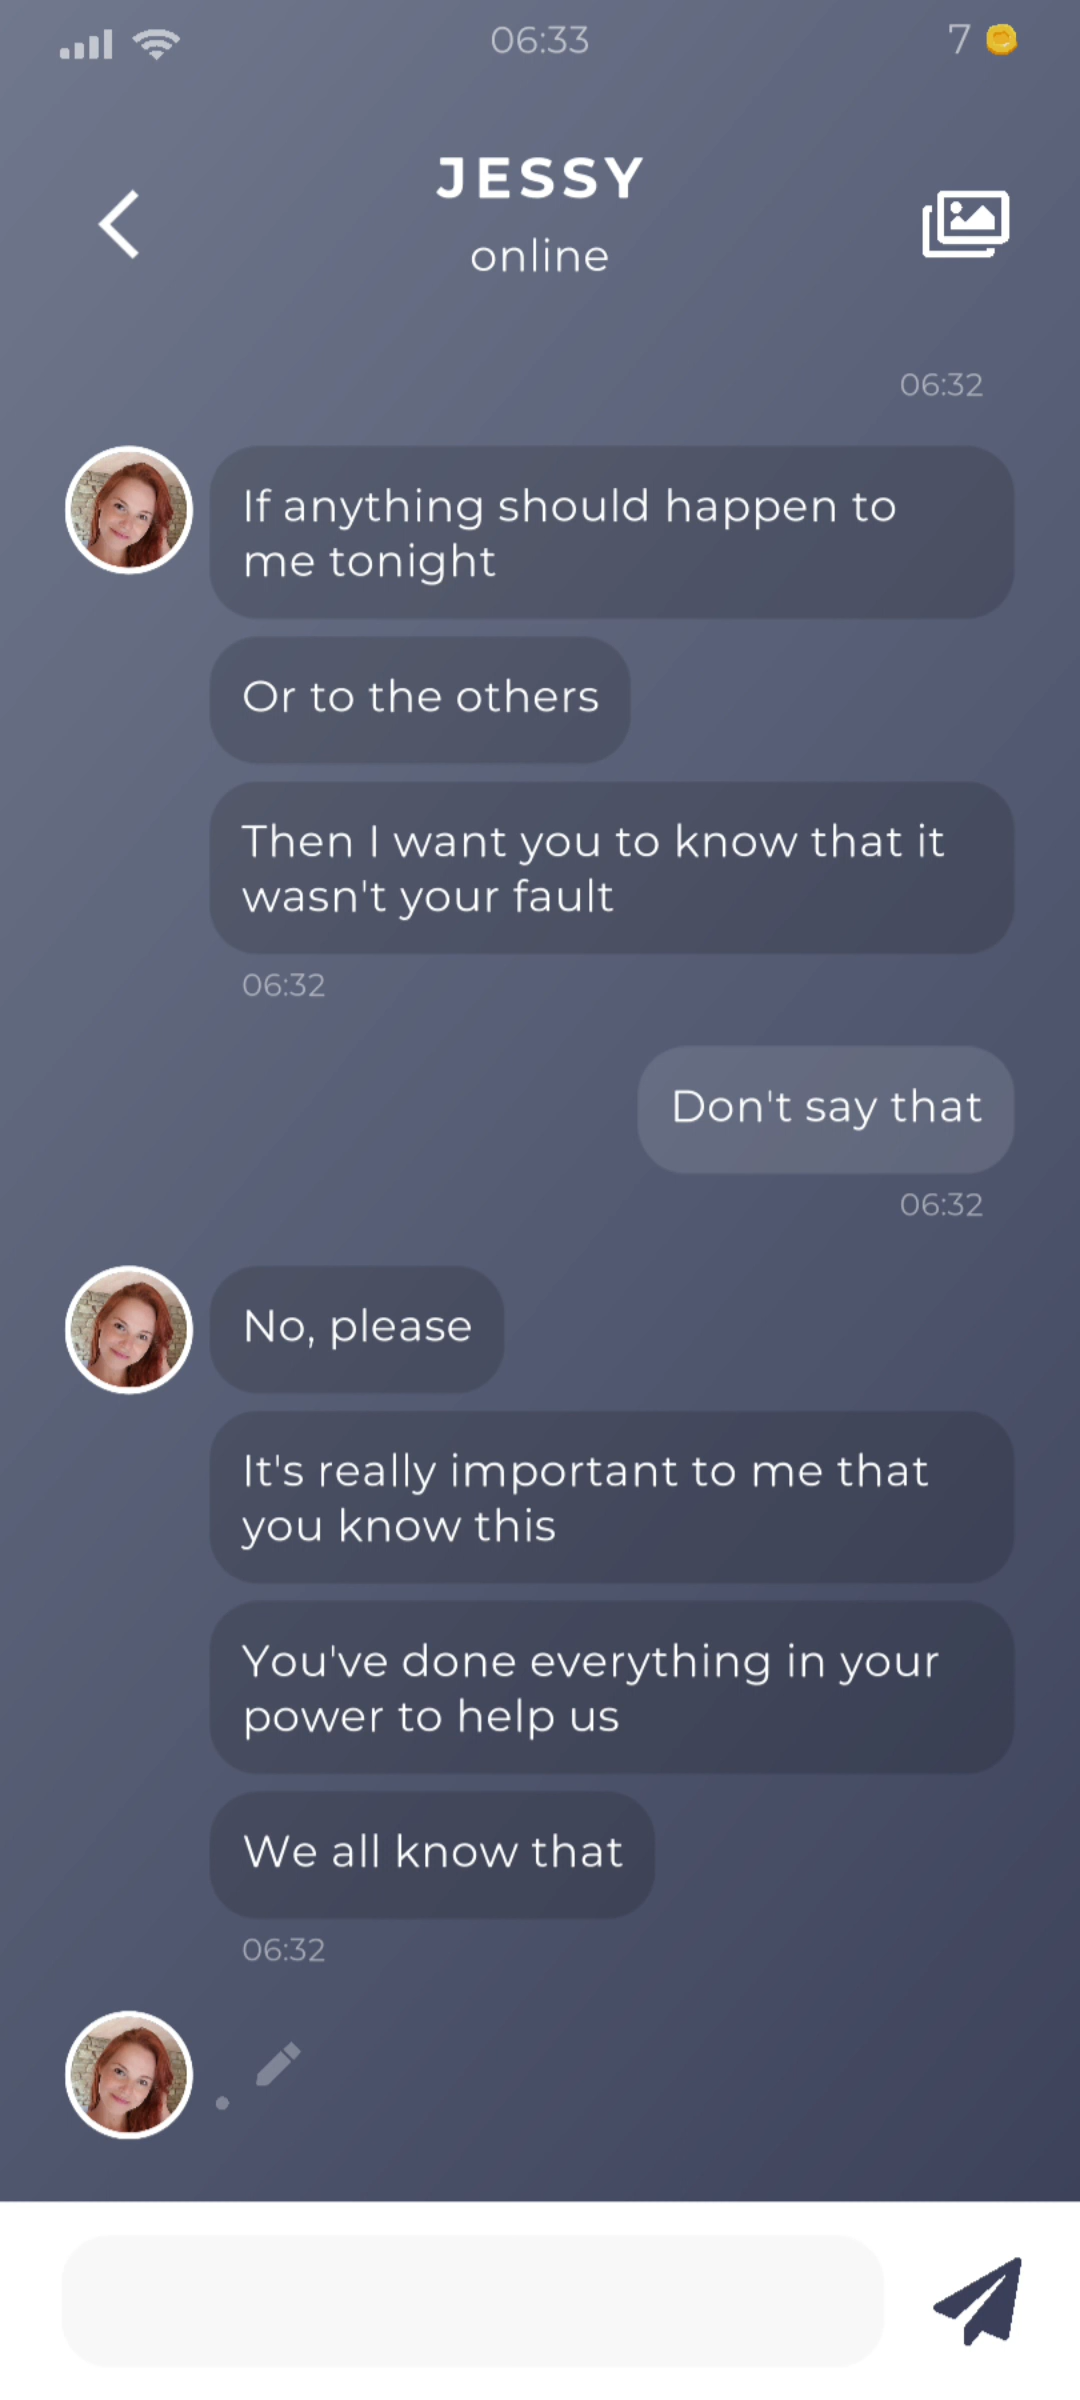 06:33
7
JESSY
online
06:32
If anything should happen to
me tonight
Or to the others
Then I want you to know that it
wasn't your fault
06:32
Don't say that
06:32
No, please
It's really important to me that
you know this
You've done everything in your
power to help us
We all know that
06:32